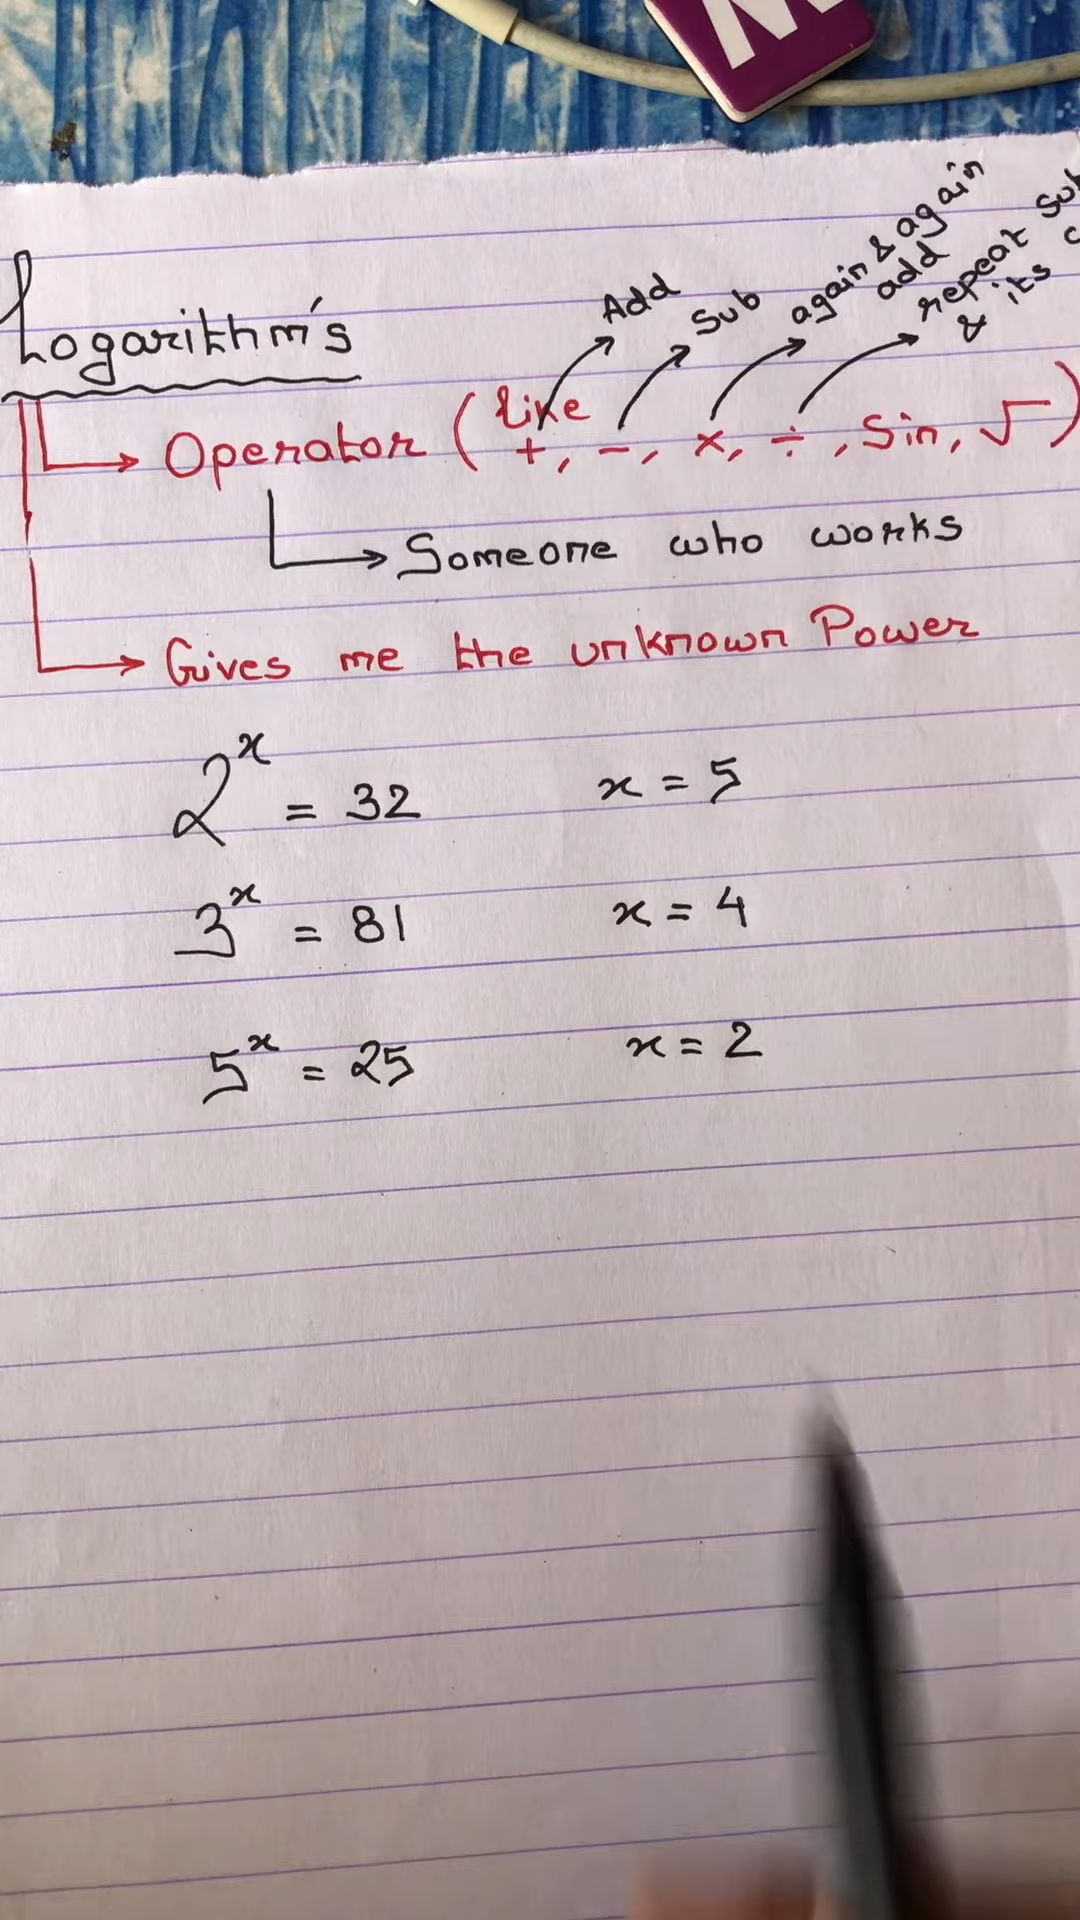 Logarithm's
Add
Sub
again & again
add
repeat sub
& its
Operator (like
+, -, ×, ÷, Sin, √)
Someone who works
Gives me the unknown Power
2^x = 32 x = 5
3^x = 81 x = 4
5^x = 25 x = 2